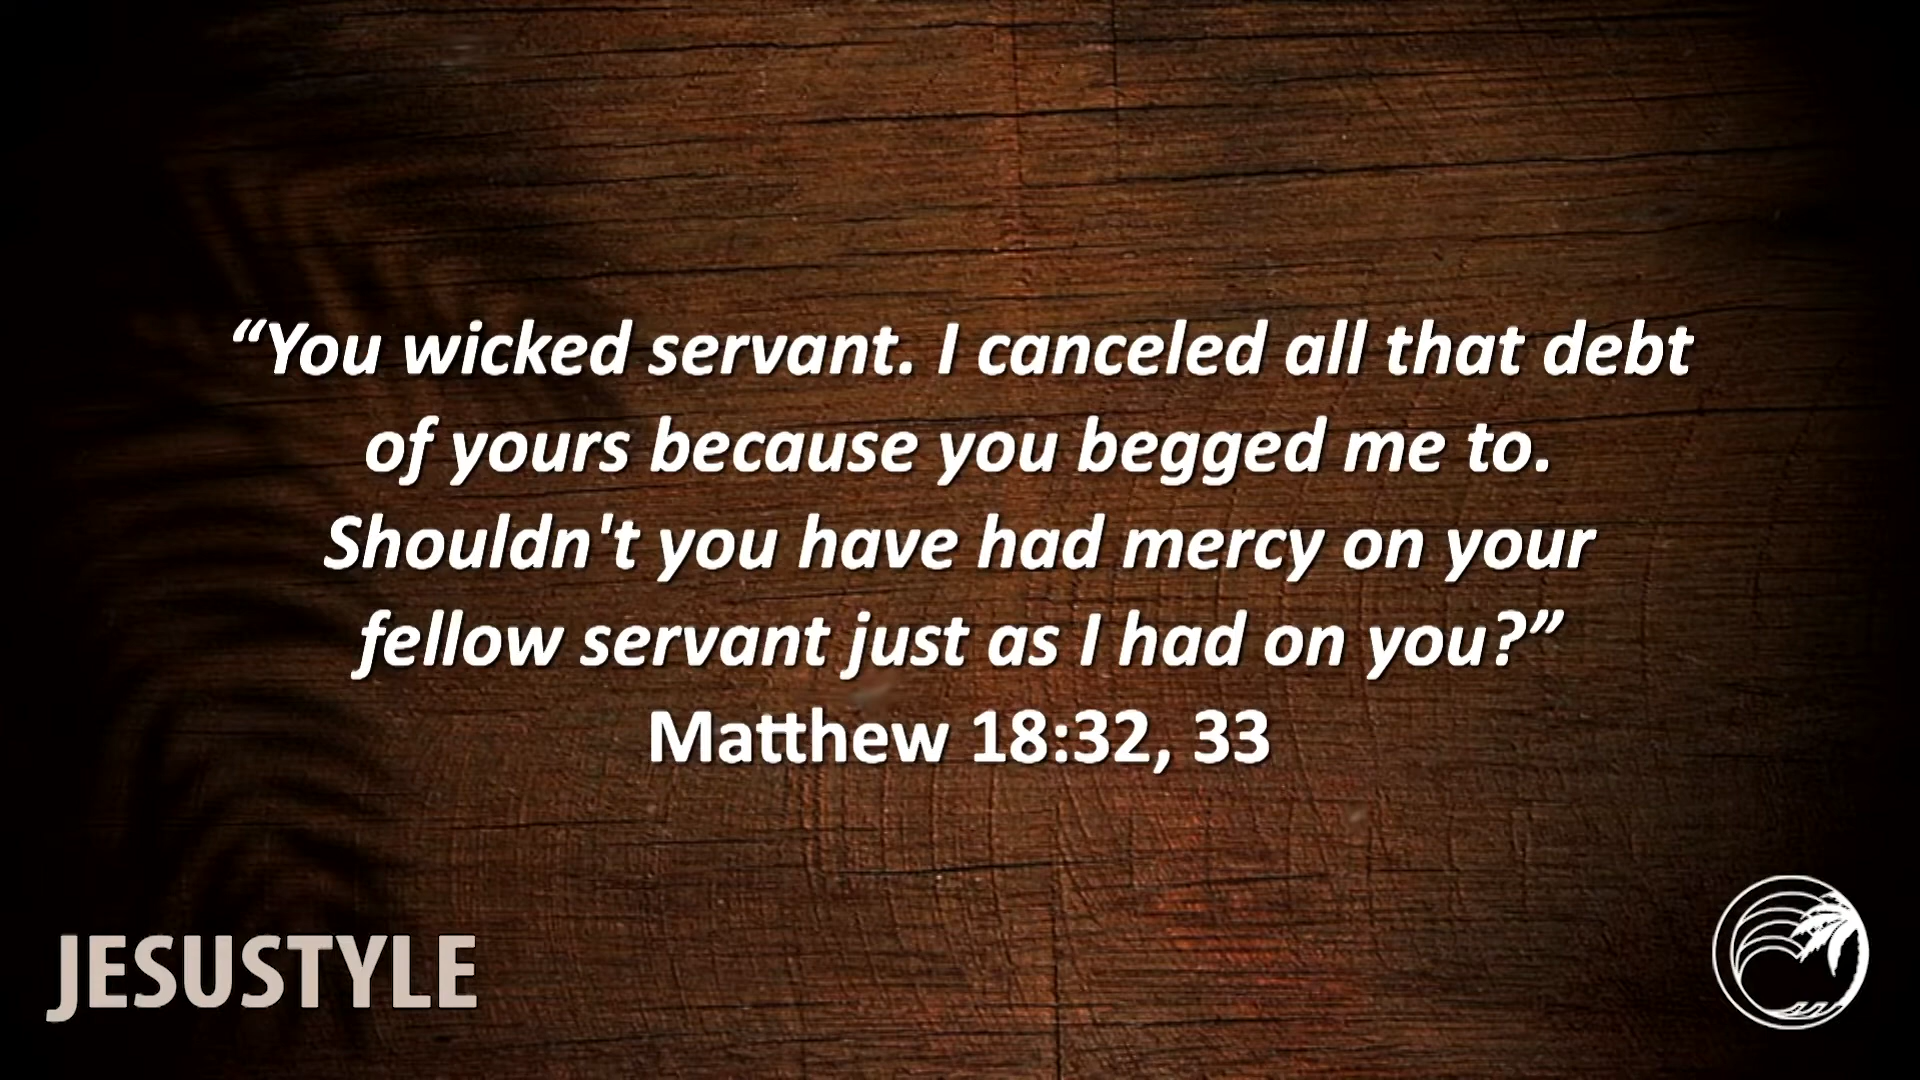 “You wicked servant. I canceled all that debt
of yours because you begged me to.
Shouldn't you have had mercy on your
fellow servant just as I had on you?”
Matthew 18:32, 33
JESUSTYLE